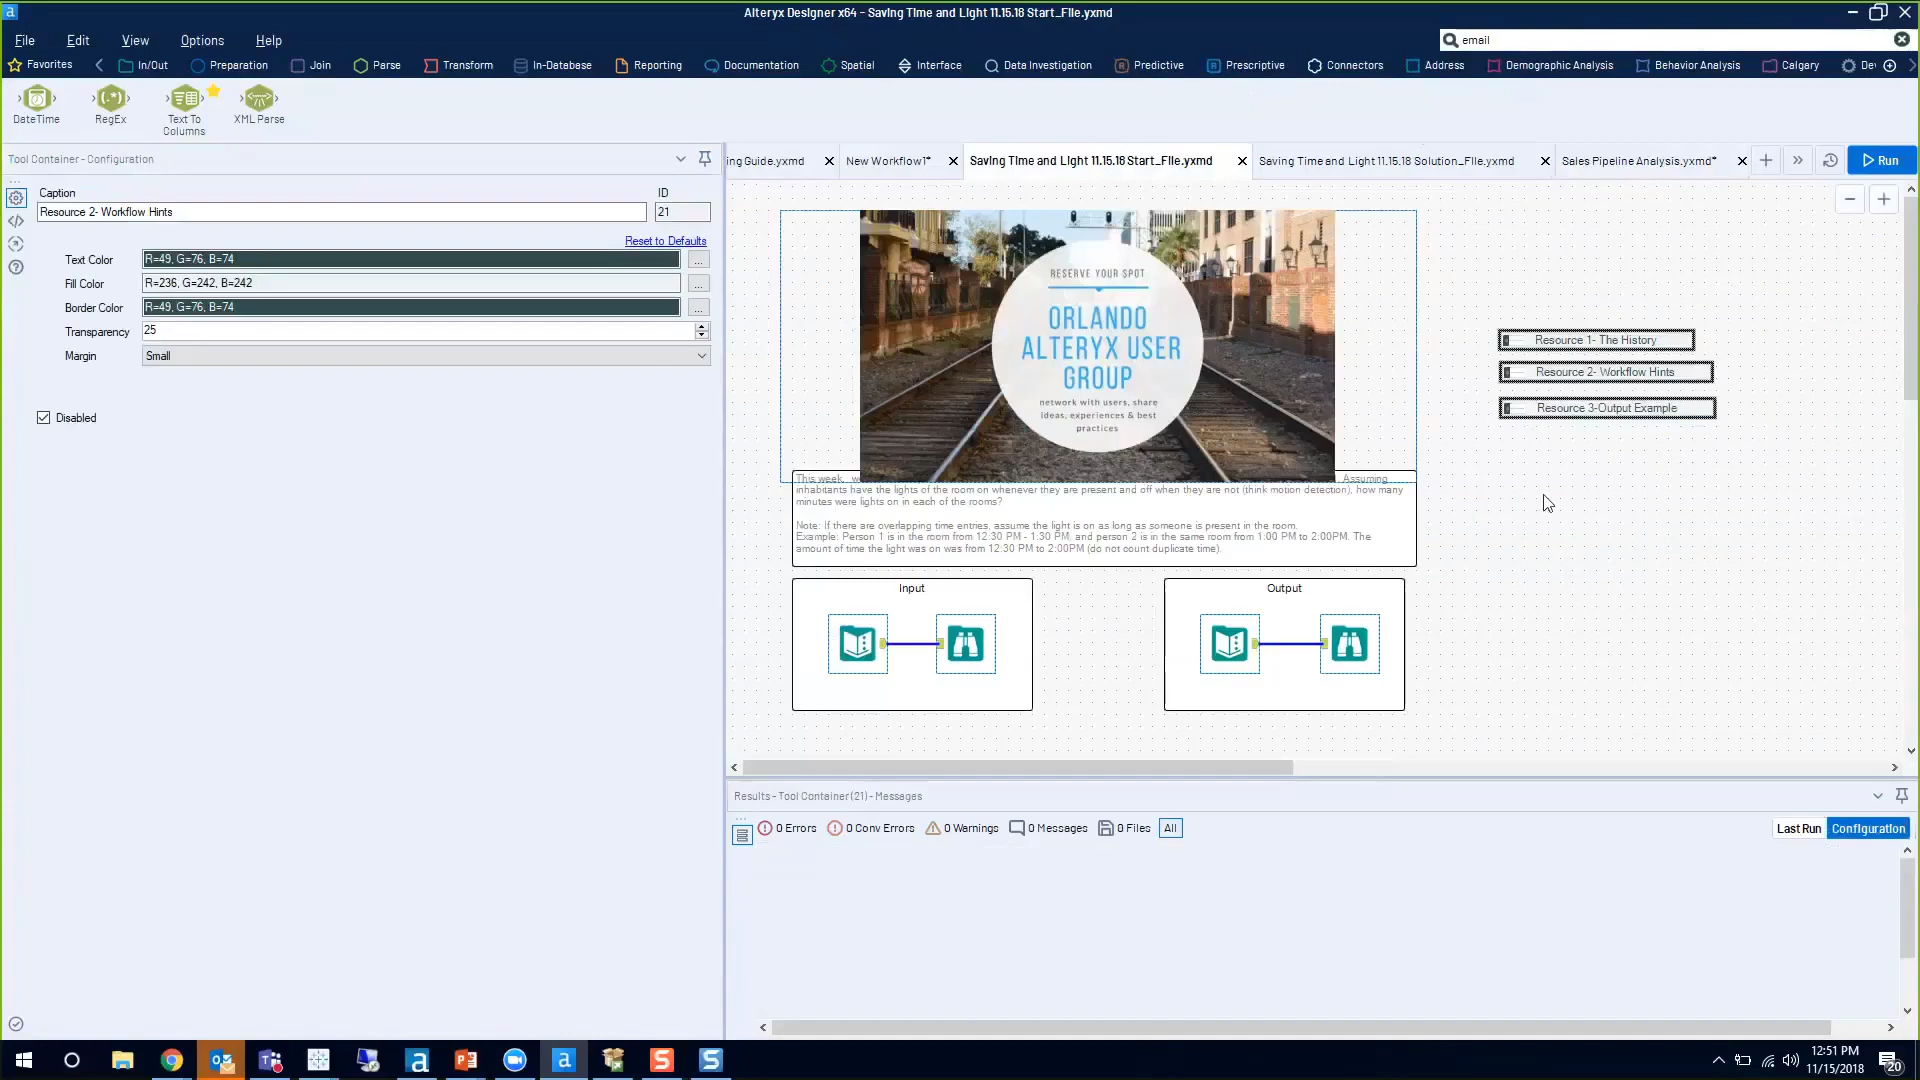 Alteryx Designer x64 - Saving Time and Light 11.15.18 Start_File.yxmd
File Edit View Options Help
email
Favorites In/Out Preparation Join Parse Transform In-Database Reporting Documentation Spatial Interface Data Investigation Predictive Prescriptive Connectors Address Demographic Analysis Behavior Analysis Calgary
DateTime RegEx Text To Columns XML Parse
Tool Container - Configuration
ing Guide.yxmd New Workflow1* Saving Time and Light 11.15.18 Start_File.yxmd Saving Time and Light 11.15.18 Solution_File.yxmd Sales Pipeline Analysis.yxmd* Run
Caption ID
Resource 2- Workflow Hints 21
Reset to Defaults
Text Color R=49, G=76, B=74 ...
Fill Color R=236, G=242, B=242 ...
Border Color R=49, G=76, B=74 ...
Transparency 25
Margin Small
Disabled
RESERVE YOUR SPOT
ORLANDO
ALTERYX USER
GROUP
network with users, share
ideas, experiences & best
practices
Resource 1- The History
Resource 2- Workflow Hints
Resource 3-Output Example
This week, Assuming
inhabitants have the lights of the room on whenever they are present and off when they are not (think motion detection), how many
minutes were lights on in each of the rooms?
Note: If there are overlapping time entries, assume the light is on as long as someone is present in the room.
Example: Person 1 is in the room from 12:30 PM - 1:30 PM, and person 2 is in the same room from 1:00 PM to 2:00PM. The
amount of time the light was on was from 12:30 PM to 2:00PM (do not count duplicate time).
Input
Output
Results - Tool Container (21) - Messages
0 Errors 0 Conv Errors 0 Warnings 0 Messages 0 Files All
Last Run Configuration
12:51 PM
11/15/2018
20